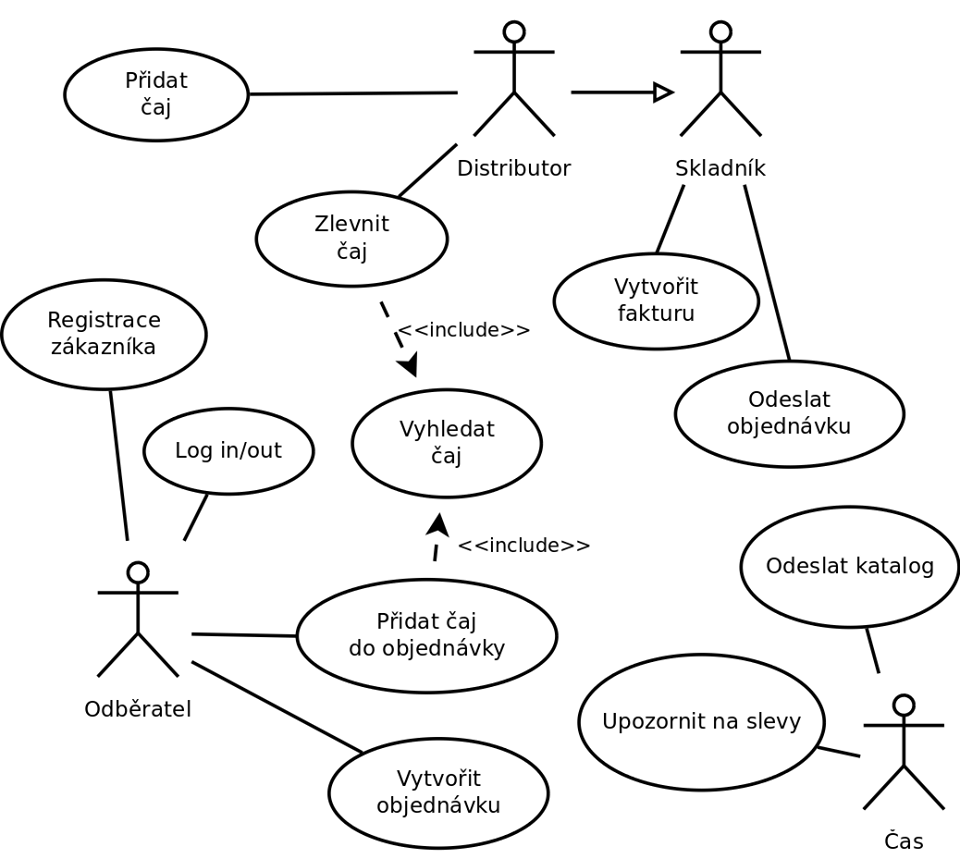 Přidat
čaj
Distributor
Skladník
Zlevnit
čaj
Vytvořit
fakturu
Registrace
zákazníka
<<include>>
Odeslat
objednávku
Log in/out
Vyhledat
čaj
<<include>>
Odeslat katalog
Přidat čaj
do objednávky
Odběratel
Upozornit na slevy
Vytvořit
objednávku
Čas